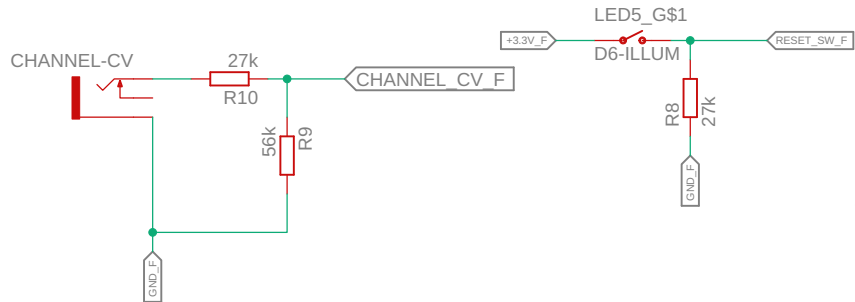 CHANNEL-CV
27k
R10
CHANNEL_CV_F
56k
R9
GND_F
LED5_G$1
+3.3V_F
D6-ILLUM
RESET_SW_F
R8
27k
GND_F